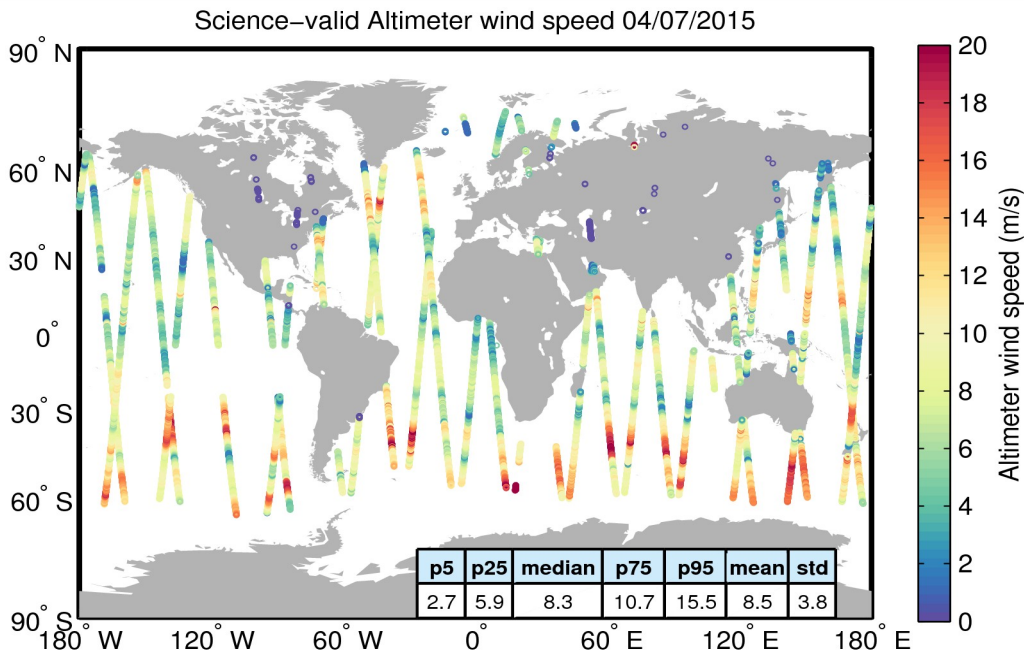 Science−valid Altimeter wind speed 04/07/2015
90° N
60° N
30° N
0°
30° S
60° S
90° S
180° W 120° W 60° W 0° 60° E 120° E 180° E
p5 p25 median p75 p95 mean std
2.7 5.9 8.3 10.7 15.5 8.5 3.8
20
18
16
14
12
10
8
6
4
2
0
Altimeter wind speed (m/s)